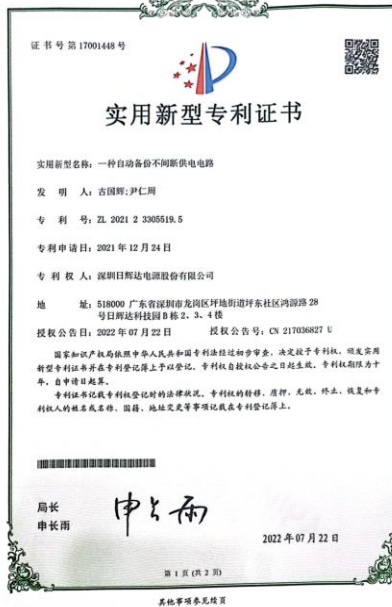 证书号第17001448号
实用新型专利证书
实用新型名称：一种自动备份不间断供电电路
发 明 人：古国辉;尹仁周
专 利 号：ZL 2021 2 3305519.5
专利申请日：2021年12月24日
专 利 权 人：深圳日辉达电源股份有限公司
地 址：518000 广东省深圳市龙岗区坪地街道坪东社区鸿源路28
号日辉达科技园B栋2、3、4楼
授权公告日：2022年07月22日 授权公告号：CN 217036827 U
国家知识产权局依照中华人民共和国专利法经过初步审查，决定授予专利权，颁发实用
新型专利证书并在专利登记簿上予以登记。专利权自授权公告之日起生效。专利权期限为十
年，自申请日起算。
专利证书记载专利权登记时的法律状况。专利权的转移、质押、无效、终止、恢复和专
利权人的姓名或名称、国籍、地址变更等事项记载在专利登记簿上。
局长
申长雨
申长雨
2022年07月22日
第 1 页 (共 2 页)
其他事项参见续页